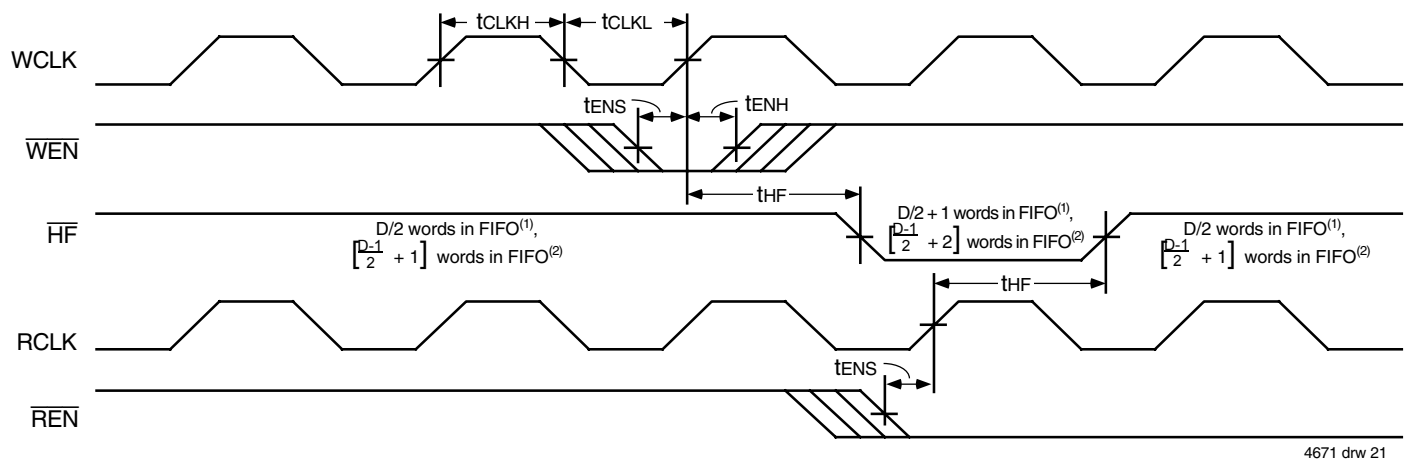 tCLKH
tCLKL
WCLK
tENS
tENH
WEN
tHF
HF
D/2 words in FIFO(1),
[D-1/2 + 1] words in FIFO(2)
D/2 + 1 words in FIFO(1),
[D-1/2 + 2] words in FIFO(2)
D/2 words in FIFO(1),
[D-1/2 + 1] words in FIFO(2)
tHF
RCLK
tENS
REN
4671 drw 21